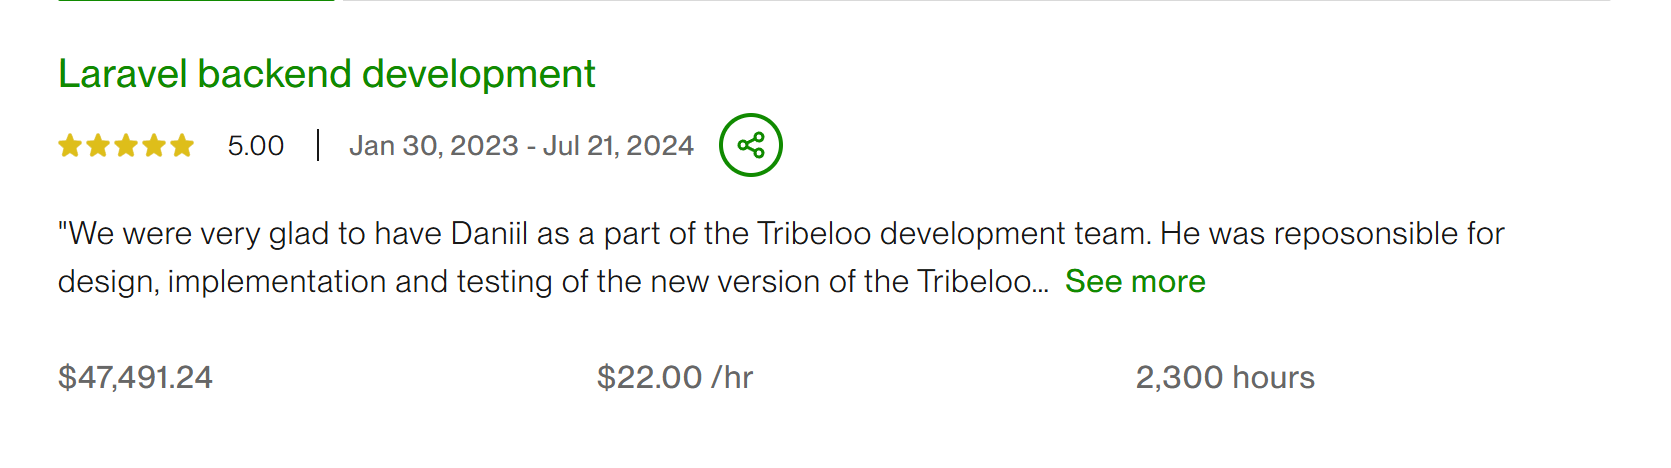 Laravel backend development
5.00 | Jan 30, 2023 - Jul 21, 2024
"We were very glad to have Daniil as a part of the Tribeloo development team. He was reposonsible for
design, implementation and testing of the new version of the Tribeloo... See more
$47,491.24 $22.00 /hr 2,300 hours